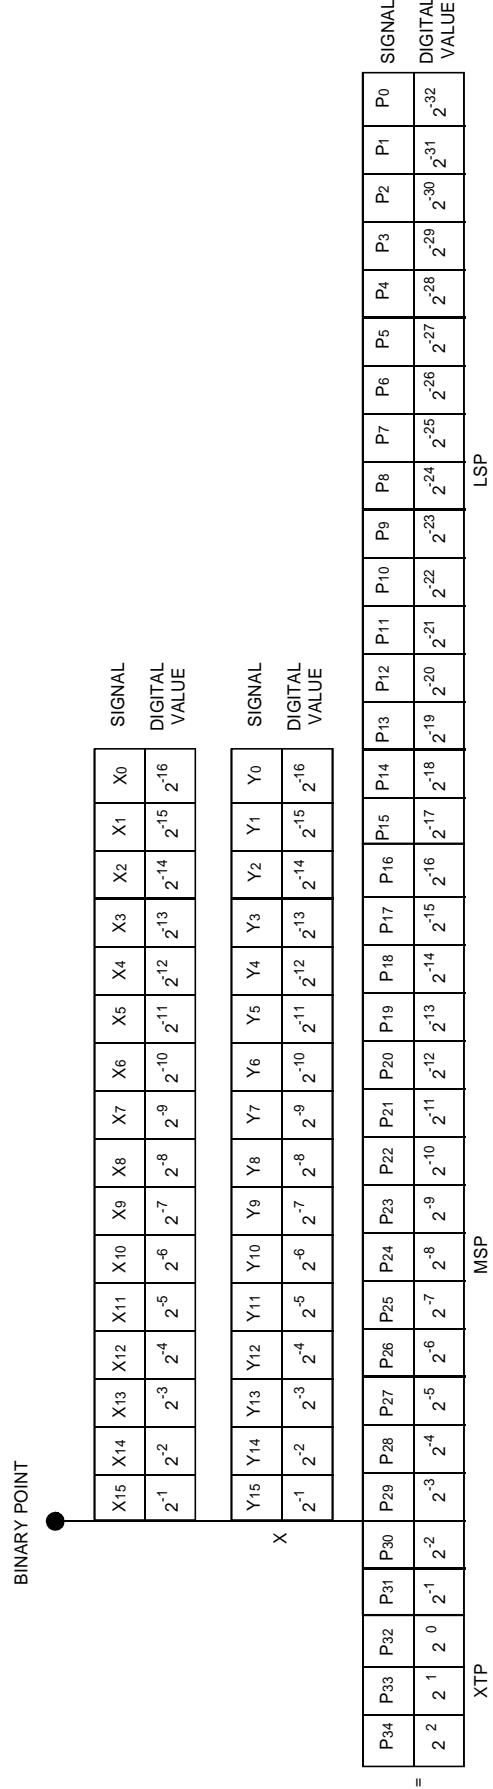 BINARY POINT
X15 X14 X13 X12 X11 X10 X9 X8 X7 X6 X5 X4 X3 X2 X1 X0 SIGNAL
2-1 2-2 2-3 2-4 2-5 2-6 2-7 2-8 2-9 2-10 2-11 2-12 2-13 2-14 2-15 2-16 DIGITAL
VALUE
Y15 Y14 Y13 Y12 Y11 Y10 Y9 Y8 Y7 Y6 Y5 Y4 Y3 Y2 Y1 Y0 SIGNAL
X 2-1 2-2 2-3 2-4 2-5 2-6 2-7 2-8 2-9 2-10 2-11 2-12 2-13 2-14 2-15 2-16 DIGITAL
VALUE
P34 P33 P32 P31 P30 P29 P28 P27 P26 P25 P24 P23 P22 P21 P20 P19 P18 P17 P16 P15 P14 P13 P12 P11 P10 P9 P8 P7 P6 P5 P4 P3 P2 P1 P0 SIGNAL
= 2 2 2 1 2 0 2-1 2-2 2-3 2-4 2-5 2-6 2-7 2-8 2-9 2-10 2-11 2-12 2-13 2-14 2-15 2-16 2-17 2-18 2-19 2-20 2-21 2-22 2-23 2-24 2-25 2-26 2-27 2-28 2-29 2-30 2-31 2-32 DIGITAL
VALUE
XTP MSP LSP